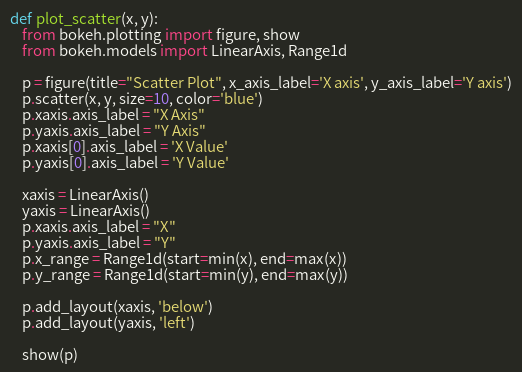 def plot_scatter(x, y):
    from bokeh.plotting import figure, show
    from bokeh.models import LinearAxis, Range1d

    p = figure(title="Scatter Plot", x_axis_label='X axis', y_axis_label='Y axis')
    p.scatter(x, y, size=10, color='blue')
    p.xaxis.axis_label = "X Axis"
    p.yaxis.axis_label = "Y Axis"
    p.xaxis[0].axis_label = 'X Value'
    p.yaxis[0].axis_label = 'Y Value'

    xaxis = LinearAxis()
    yaxis = LinearAxis()
    p.xaxis.axis_label = "X"
    p.yaxis.axis_label = "Y"
    p.x_range = Range1d(start=min(x), end=max(x))
    p.y_range = Range1d(start=min(y), end=max(y))

    p.add_layout(xaxis, 'below')
    p.add_layout(yaxis, 'left')

    show(p)